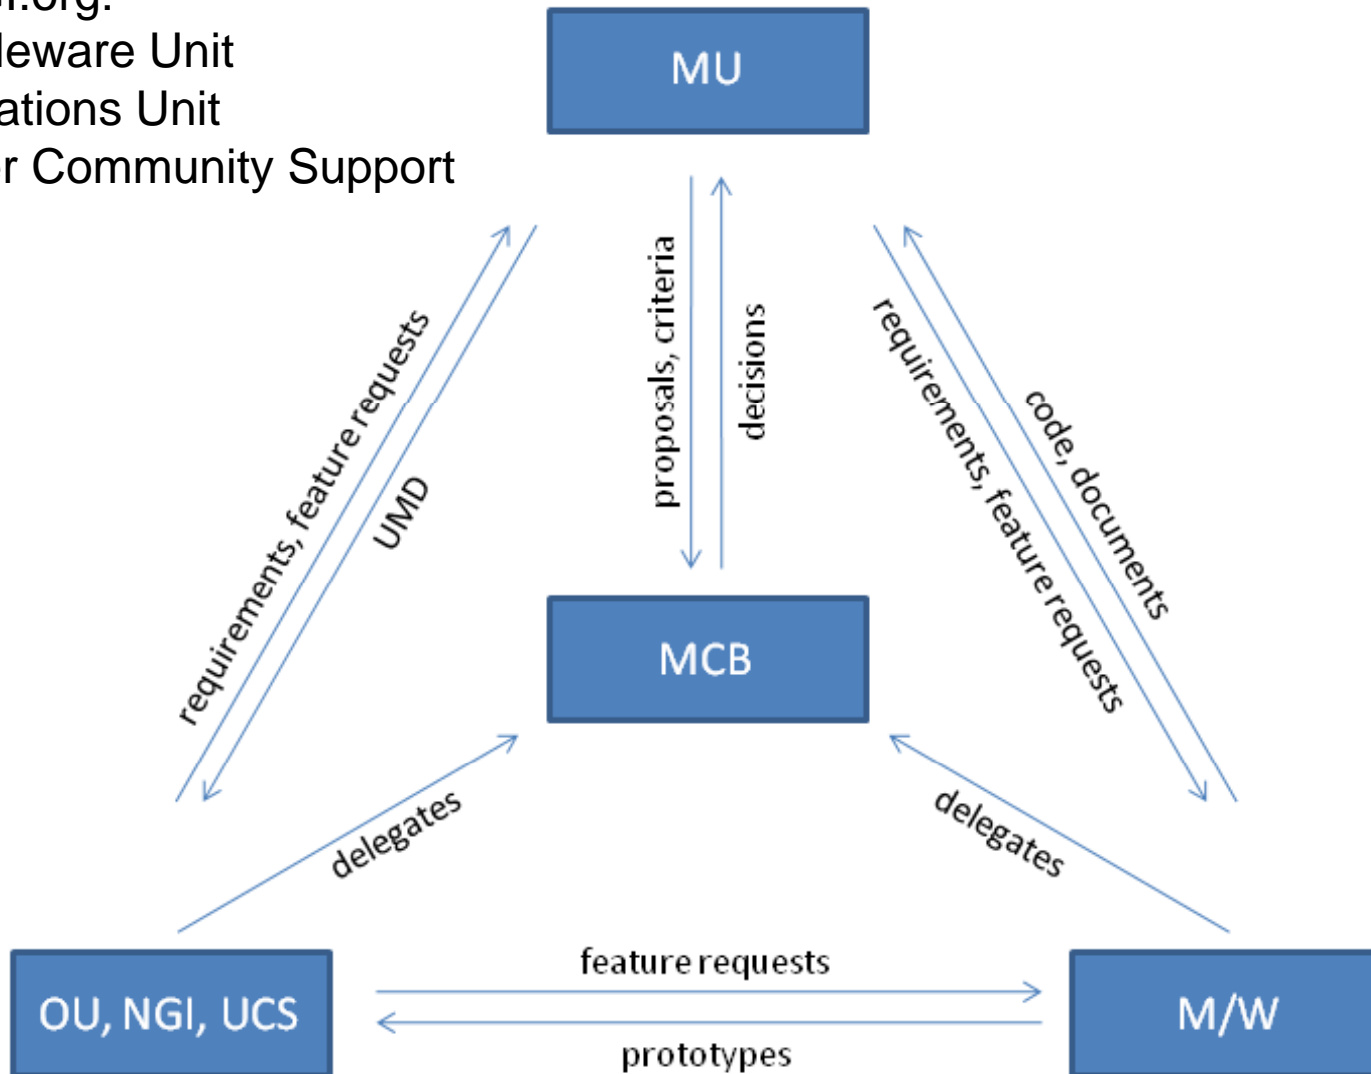 MU
leware Unit
ations Unit
r Community Support
requirements, feature requests
UMD
proposals, criteria
decisions
requirements, feature requests
code, documents
MCB
delegates
delegates
OU, NGI, UCS
feature requests
prototypes
M/W